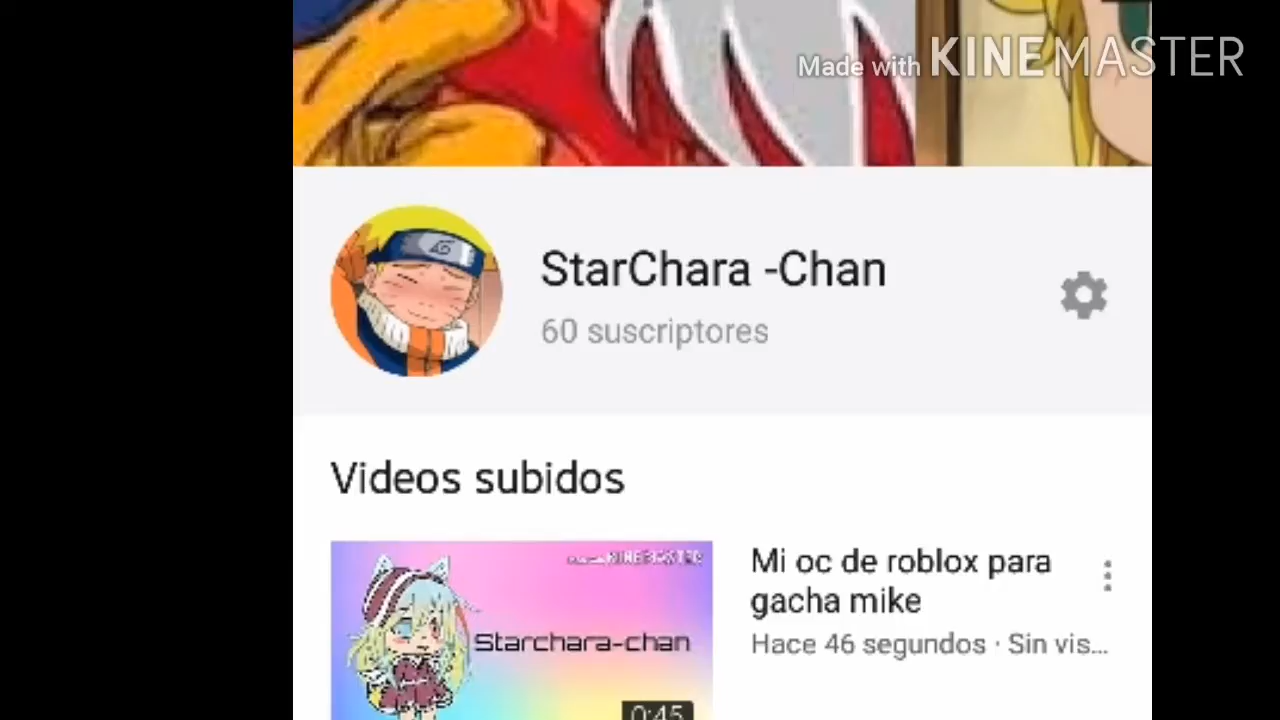 Made with KINEMASTER
StarChara -Chan
60 suscriptores
Videos subidos
KINEMASTER
Starchara-chan
0:45
Mi oc de roblox para
gacha mike
Hace 46 segundos · Sin vis...